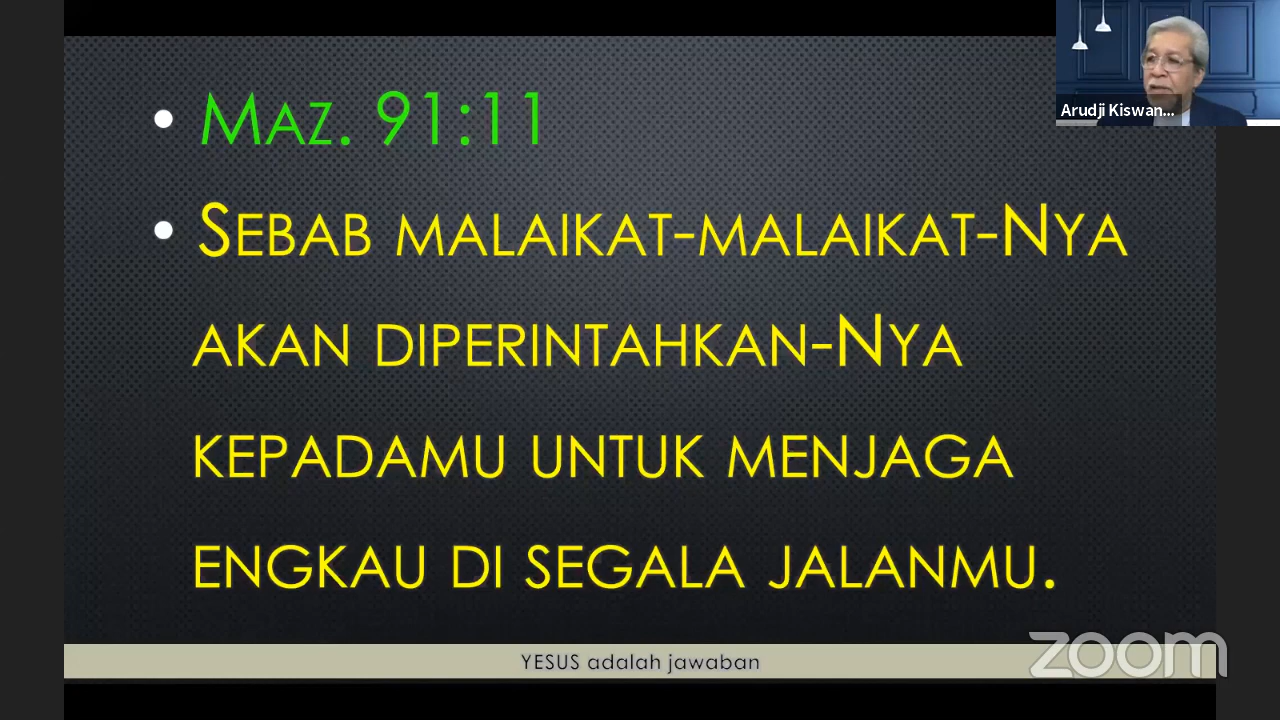 Maz. 91:11
Sebab malaikat-malaikat-Nya
akan diperintahkan-Nya
kepadamu untuk menjaga
engkau di segala jalanmu.
YESUS adalah jawaban
Arudji Kiswan...
zoom